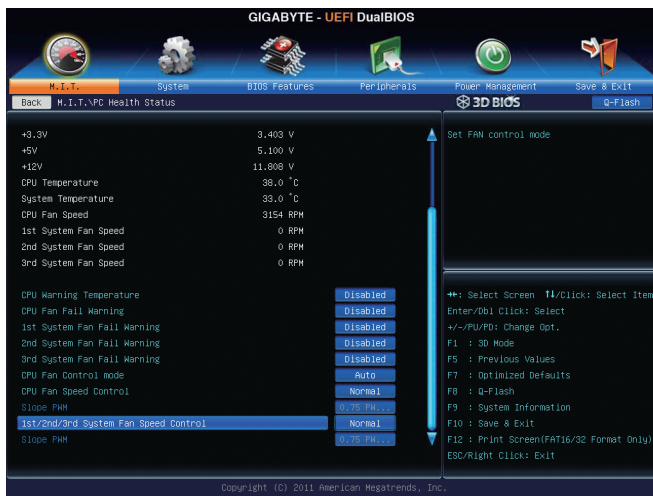 GIGABYTE - UEFI DualBIOS
M.I.T. System BIOS Features Peripherals Power Management Save & Exit
Back M.I.T.\PC Health Status 3D BIOS Q-Flash
+3.3V 3.403 V
+5V 5.100 V
+12V 11.808 V
CPU Temperature 38.0 °C
System Temperature 33.0 °C
CPU Fan Speed 3154 RPM
1st System Fan Speed 0 RPM
2nd System Fan Speed 0 RPM
3rd System Fan Speed 0 RPM
CPU Warning Temperature Disabled
CPU Fan Fail Warning Disabled
1st System Fan Fail Warning Disabled
2nd System Fan Fail Warning Disabled
3rd System Fan Fail Warning Disabled
CPU Fan Control mode Auto
CPU Fan Speed Control Normal
Slope PWM 0.75 PW...
1st/2nd/3rd System Fan Speed Control Normal
Slope PWM 0.75 PW...
Set FAN control mode
→←: Select Screen ↑↓/Click: Select Item
Enter/Dbl Click: Select
+/-/PU/PD: Change Opt.
F1 : 3D Mode
F5 : Previous Values
F7 : Optimized Defaults
F8 : Q-Flash
F9 : System Information
F10 : Save & Exit
F12 : Print Screen(FAT16/32 Format Only)
ESC/Right Click: Exit
Copyright (C) 2011 American Megatrends, Inc.